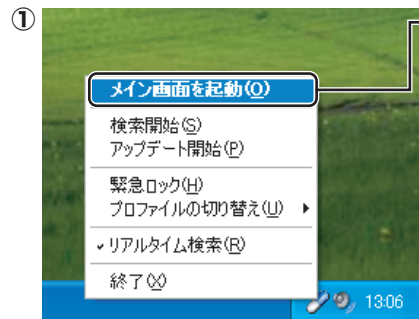 ①
メイン画面を起動(O)
検索開始(S)
アップデート開始(P)
緊急ロック(H)
プロファイルの切り替え(U)
リアルタイム検索(R)
終了(X)
13:06